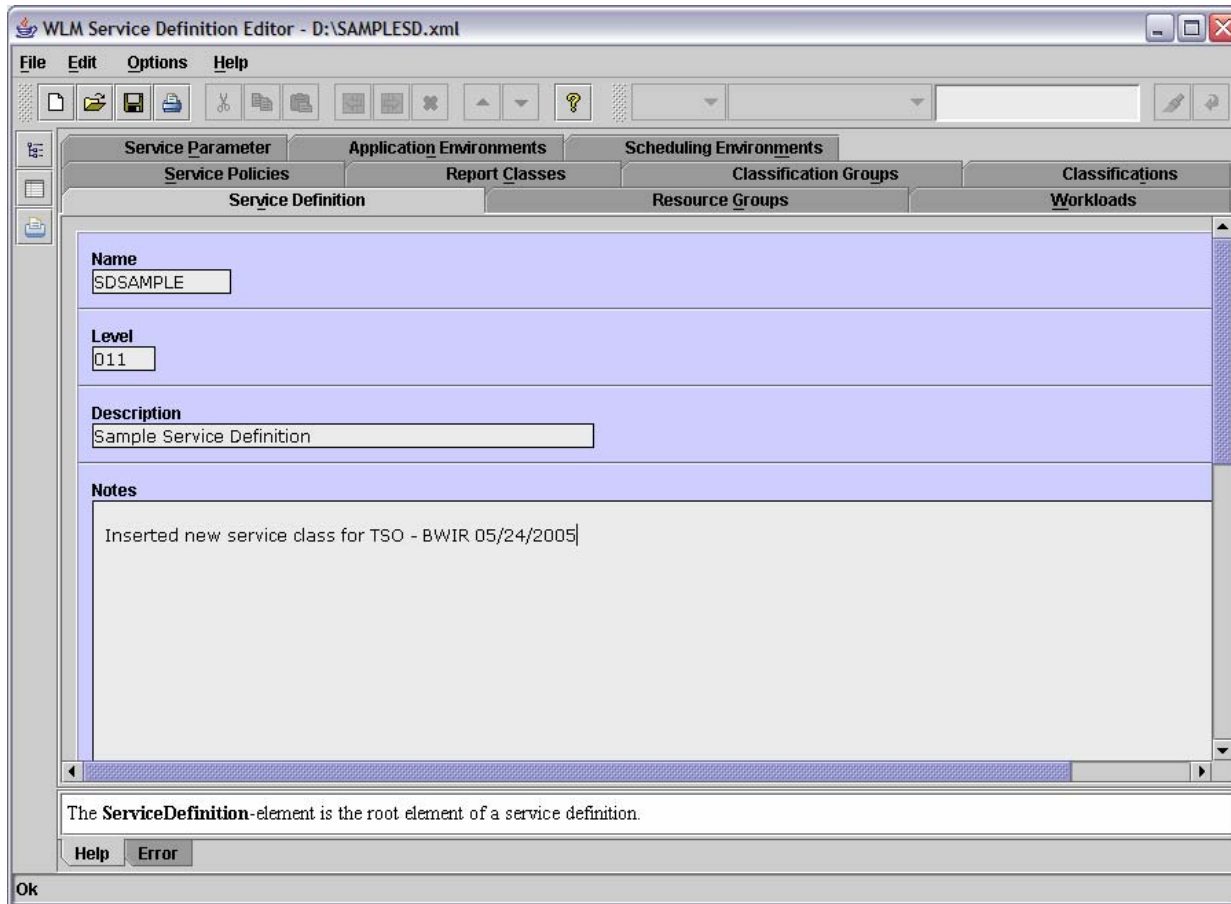 WLM Service Definition Editor - D:\SAMPLESD.xml
File Edit Options Help
Service Parameter Application Environments Scheduling Environments
Service Policies Report Classes Classification Groups Classifications
Service Definition Resource Groups Workloads
Name
SDSAMPLE
Level
011
Description
Sample Service Definition
Notes
Inserted new service class for TSO - BWIR 05/24/2005
The ServiceDefinition-element is the root element of a service definition.
Help Error
Ok